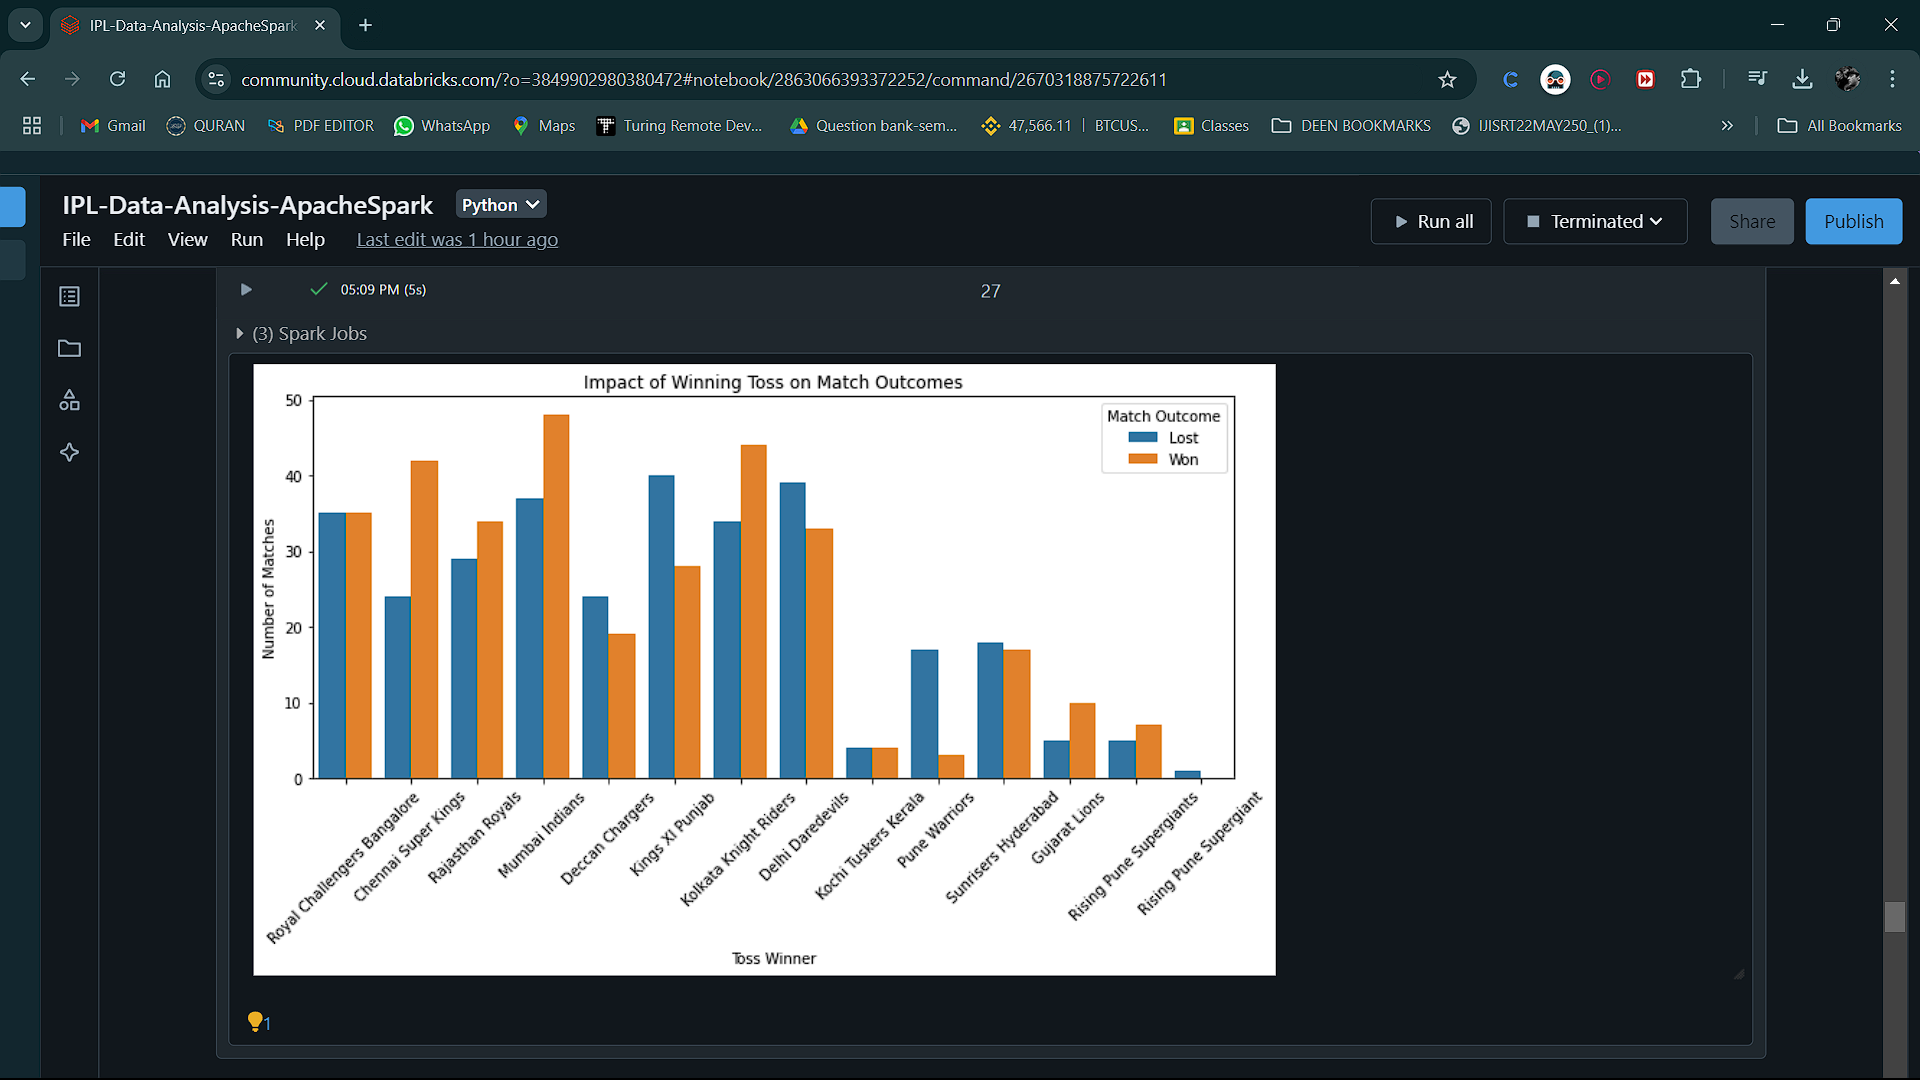 IPL-Data-Analysis-ApacheSpark
community.cloud.databricks.com/?o=3849902980380472#notebook/2863066393372252/command/2670318875722611
Gmail QURAN PDF EDITOR WhatsApp Maps Turing Remote Dev... Question bank-sem... 47,566.11 | BTCUS... Classes DEEN BOOKMARKS IJISRT22MAY250_(1)... All Bookmarks
IPL-Data-Analysis-ApacheSpark Python
Run all Terminated Share Publish
File Edit View Run Help Last edit was 1 hour ago
05:09 PM (5s) 27
(3) Spark Jobs
Impact of Winning Toss on Match Outcomes
Match Outcome
Lost
Won
50
40
30
20
10
0
Number of Matches
Royal Challengers Bangalore
Chennai Super Kings
Rajasthan Royals
Mumbai Indians
Deccan Chargers
Kings XI Punjab
Kolkata Knight Riders
Delhi Daredevils
Kochi Tuskers Kerala
Pune Warriors
Sunrisers Hyderabad
Gujarat Lions
Rising Pune Supergiants
Rising Pune Supergiant
Toss Winner
1